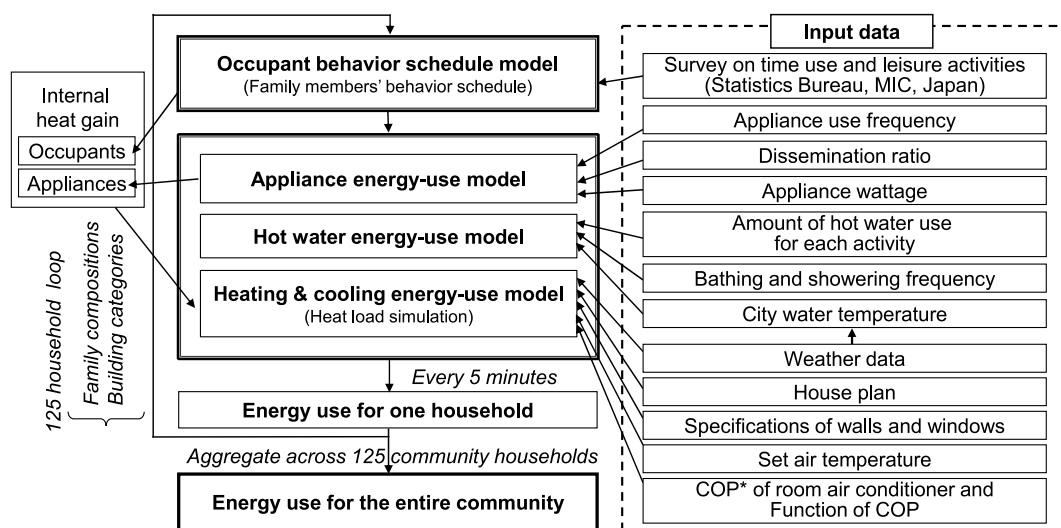 Input data
Occupant behavior schedule model
(Family members' behavior schedule)
Survey on time use and leisure activities
(Statistics Bureau, MIC, Japan)
Internal
heat gain
Occupants
Appliances
Appliance use frequency
Dissemination ratio
Appliance energy-use model
Appliance wattage
Hot water energy-use model
Amount of hot water use
for each activity
Bathing and showering frequency
Heating & cooling energy-use model
(Heat load simulation)
City water temperature
125 household loop
Family compositions
Building categories
Weather data
Every 5 minutes
House plan
Energy use for one household
Specifications of walls and windows
Aggregate across 125 community households
Set air temperature
Energy use for the entire community
COP* of room air conditioner and
Function of COP